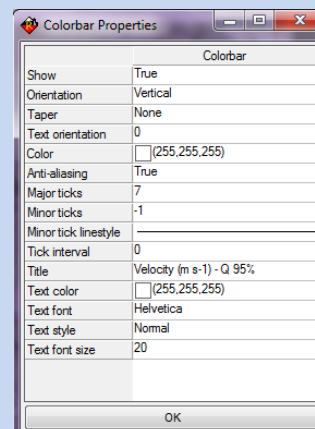 Colorbar Properties
Colorbar
Show True
Orientation Vertical
Taper None
Text orientation 0
Color (255,255,255)
Anti-aliasing True
Major ticks 7
Minor ticks -1
Minor tick linestyle
Tick interval 0
Title Velocity (m s-1) - Q 95%
Text color (255,255,255)
Text font Helvetica
Text style Normal
Text font size 20
OK